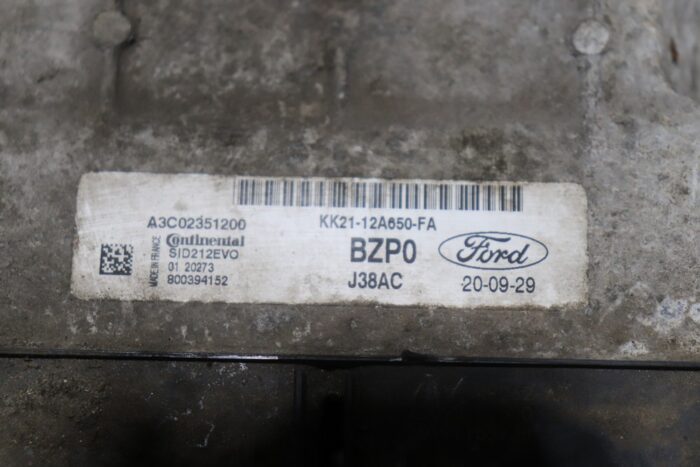 A3C02351200
Continental
SID212EVO
01 20273
800394152
MADE IN FRANCE
KK21-12A650-FA
BZP0
J38AC
Ford
20-09-29